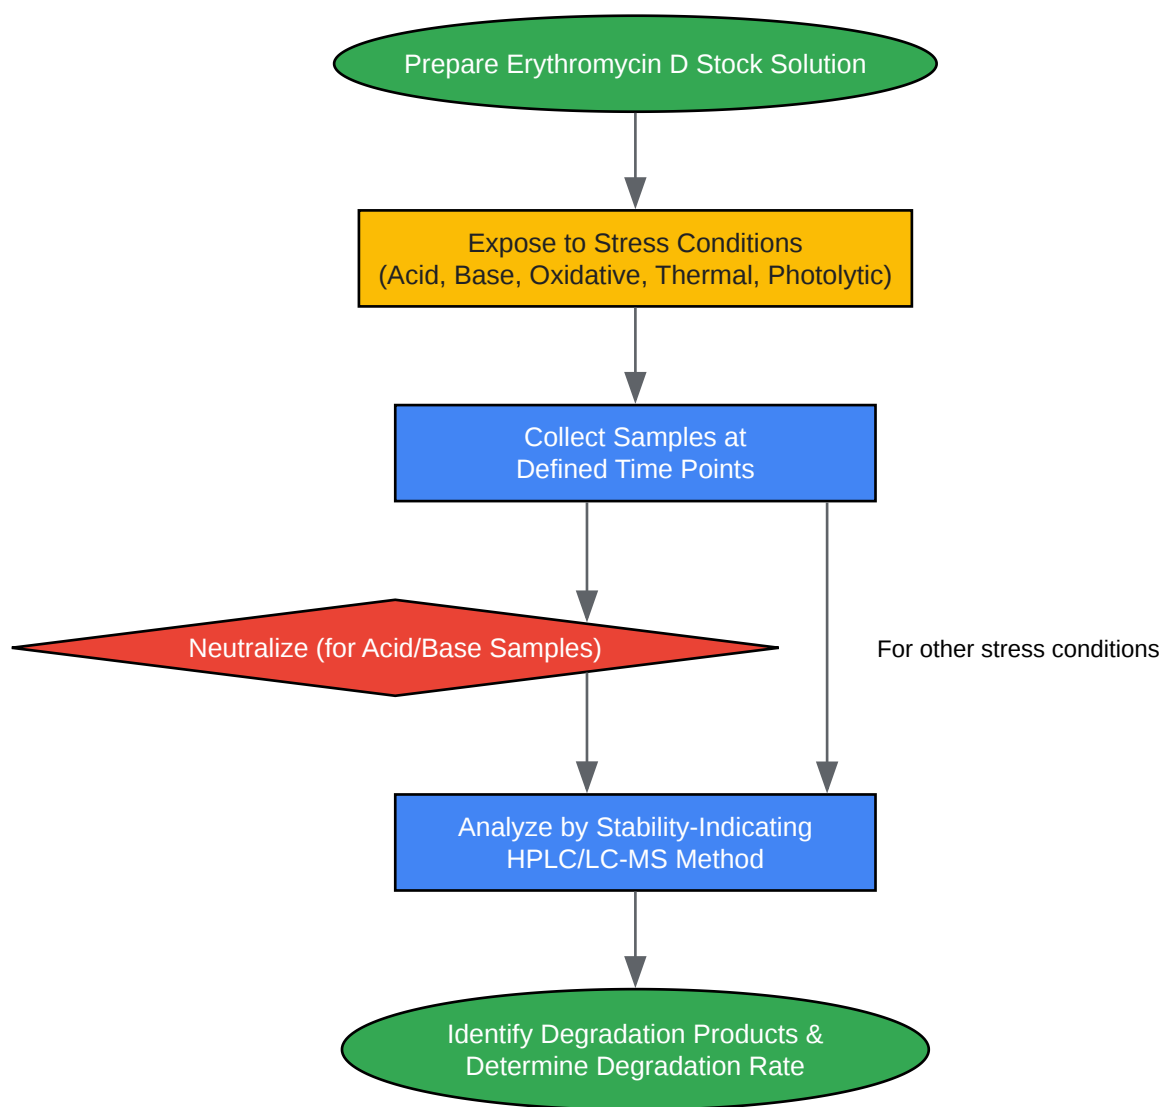 Prepare Erythromycin D Stock Solution
Expose to Stress Conditions
(Acid, Base, Oxidative, Thermal, Photolytic)
Collect Samples at
Defined Time Points
Neutralize (for Acid/Base Samples)
For other stress conditions
Analyze by Stability-Indicating
HPLC/LC-MS Method
Identify Degradation Products &
Determine Degradation Rate